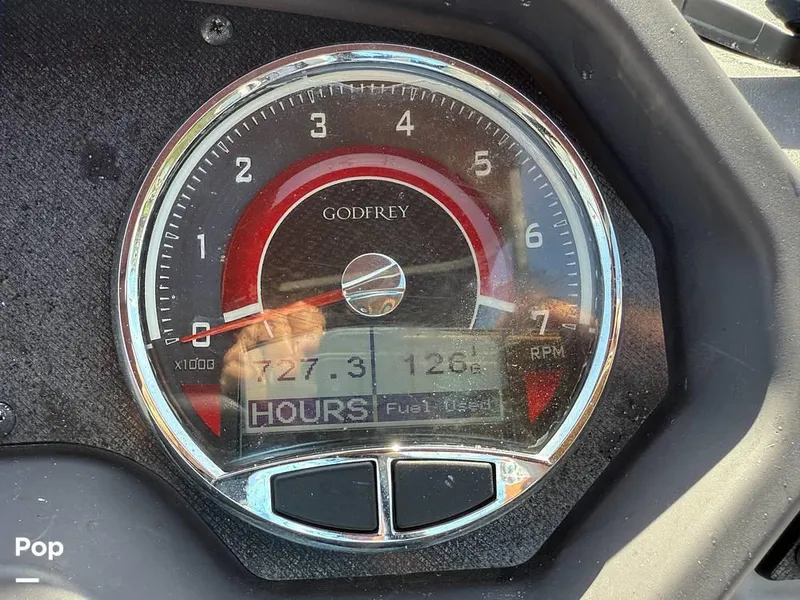 0 1 2 3 4 5 6 7
GODFREY
x1000
RPM
727.3 126
HOURS Fuel Used
Pop